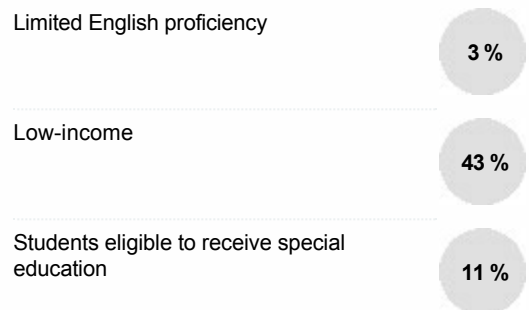 Limited English proficiency
3 %
Low-income
43 %
Students eligible to receive special
education
11 %